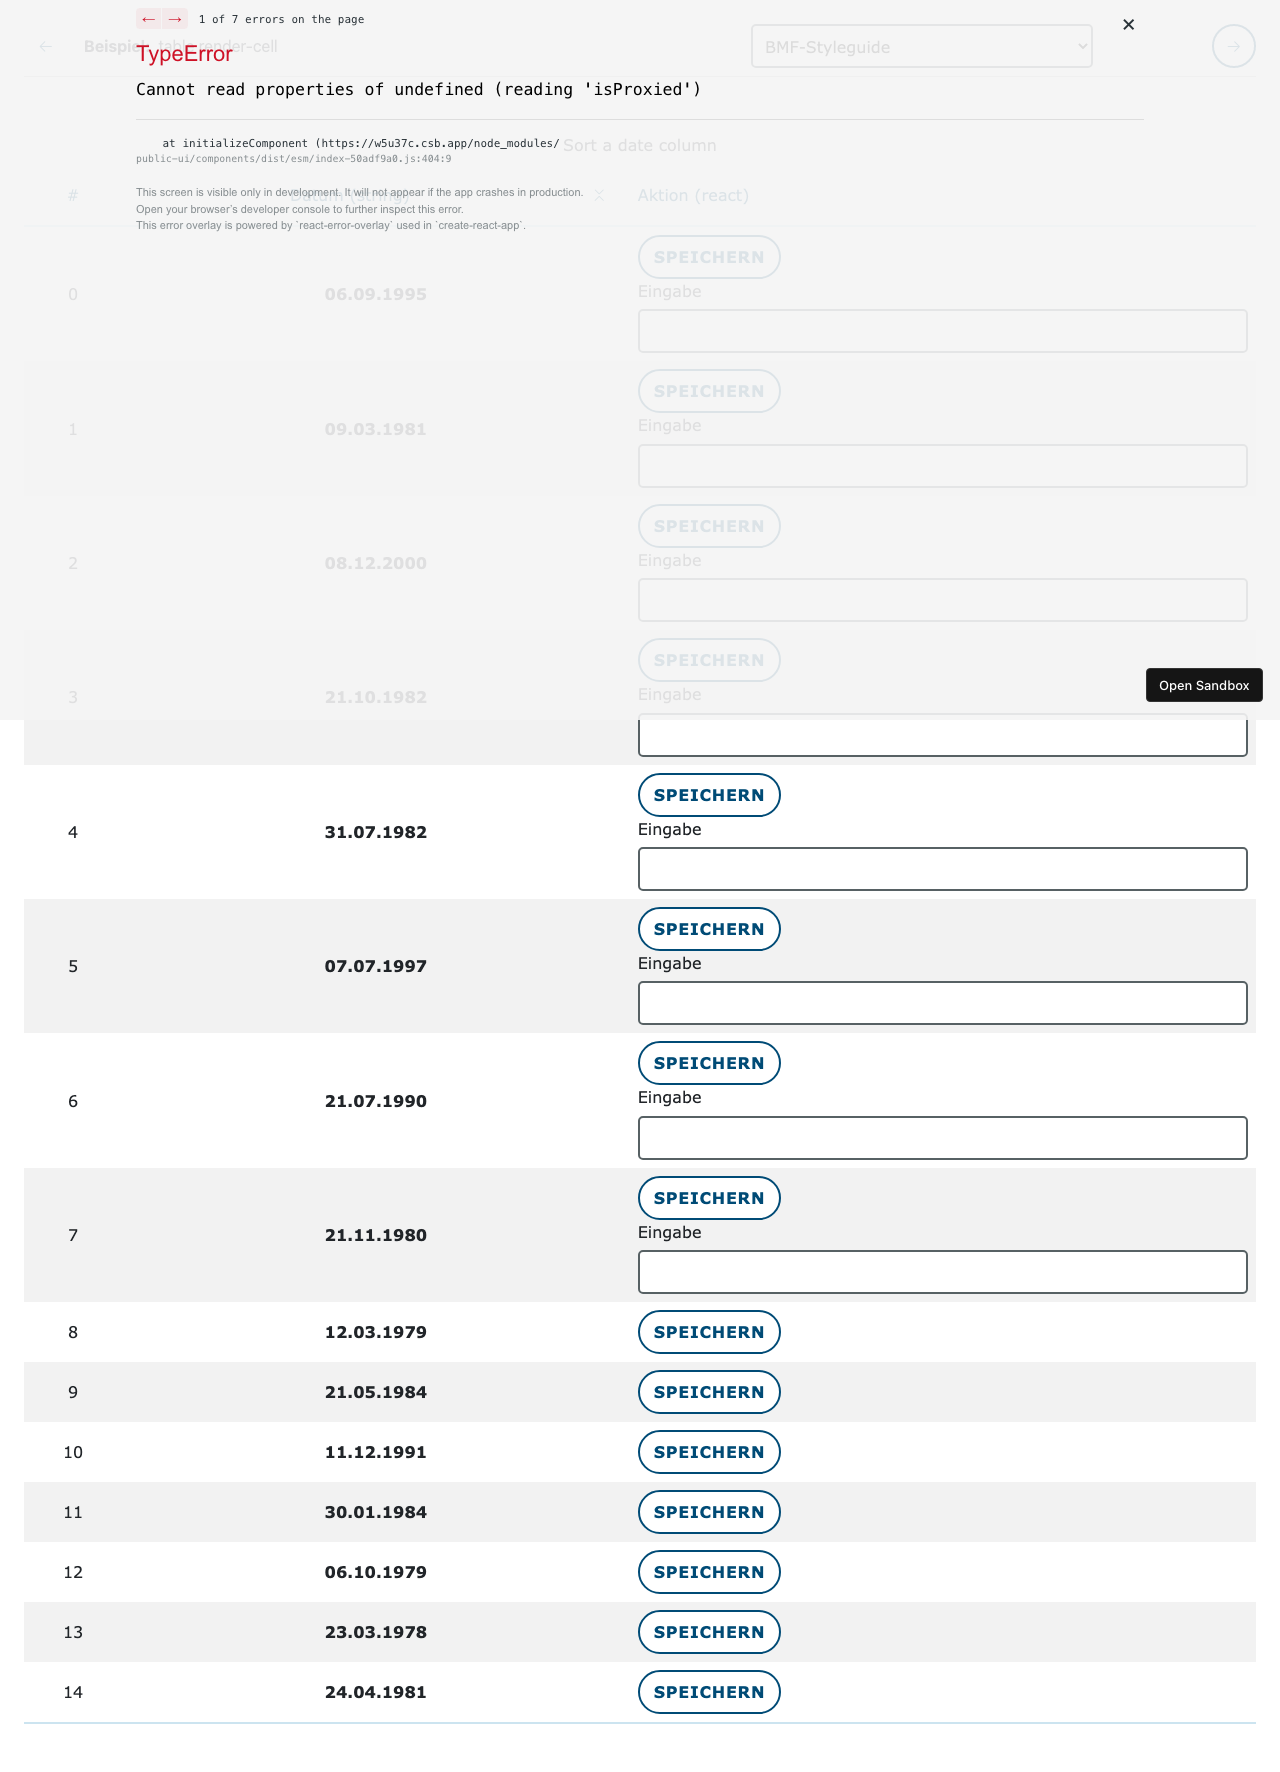 ← → 1 of 7 errors on the page
×
← Beispiel table render-cell
BMF-Styleguide
→
TypeError
Cannot read properties of undefined (reading 'isProxied')
at initializeComponent (https://w5u37c.csb.app/node_modules/
public-ui/components/dist/esm/index-50adf9a0.js:404:9
Sort a date column
This screen is visible only in development. It will not appear if the app crashes in production.
Open your browser’s developer console to further inspect this error.
This error overlay is powered by `react-error-overlay` used in `create-react-app`.
# Datum (string) Aktion (react)
SPEICHERN
0 06.09.1995 Eingabe
SPEICHERN
1 09.03.1981 Eingabe
SPEICHERN
2 08.12.2000 Eingabe
SPEICHERN
3 21.10.1982 Eingabe
Open Sandbox
SPEICHERN
4 31.07.1982 Eingabe
SPEICHERN
5 07.07.1997 Eingabe
SPEICHERN
6 21.07.1990 Eingabe
SPEICHERN
7 21.11.1980 Eingabe
8 12.03.1979 SPEICHERN
9 21.05.1984 SPEICHERN
10 11.12.1991 SPEICHERN
11 30.01.1984 SPEICHERN
12 06.10.1979 SPEICHERN
13 23.03.1978 SPEICHERN
14 24.04.1981 SPEICHERN